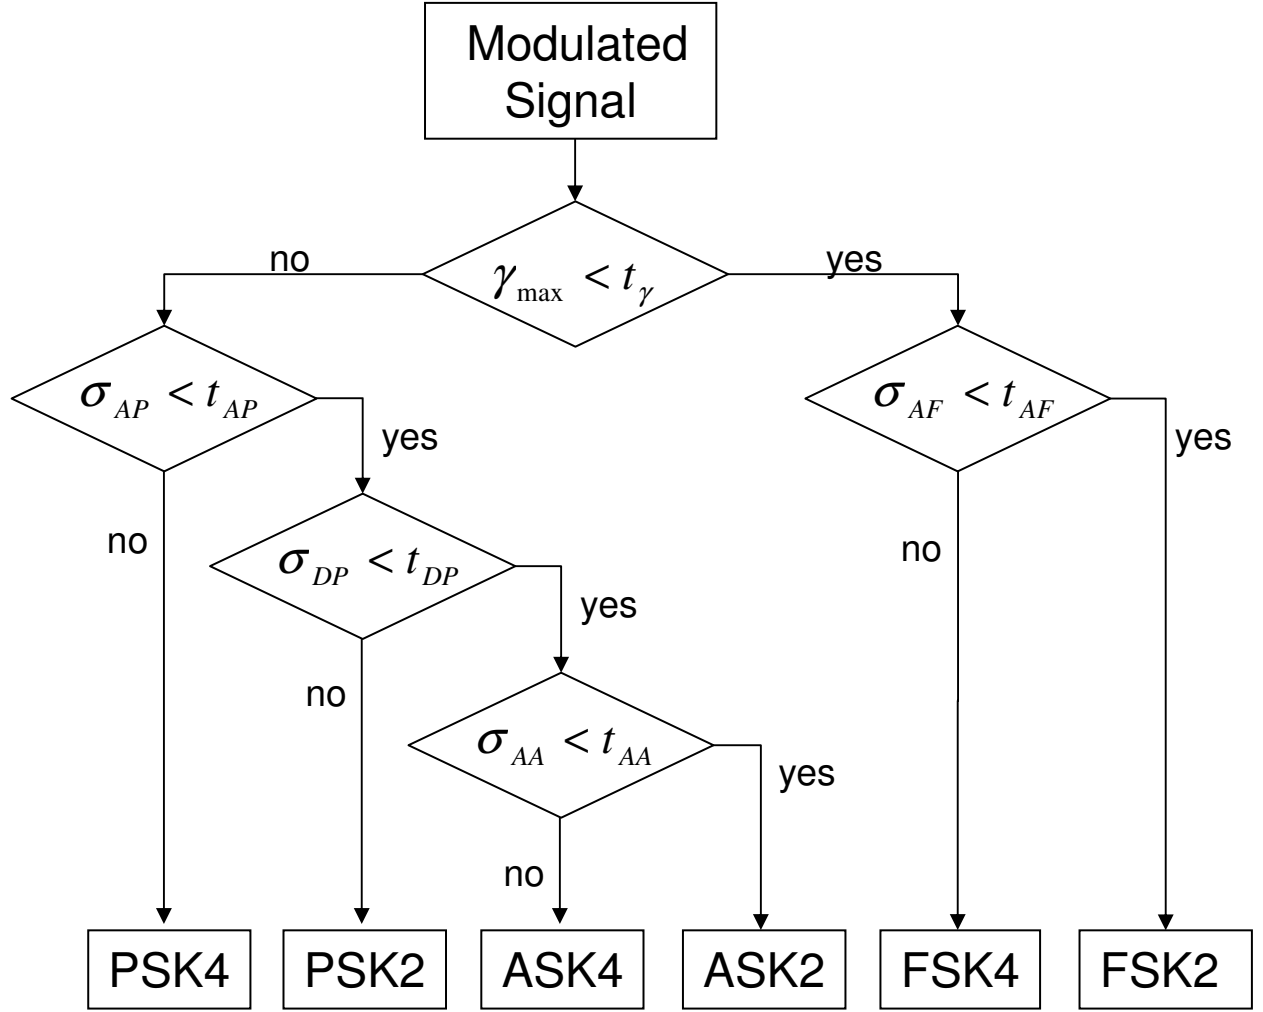 Modulated
Signal
no
yes
γmax < tγ
σAP < tAP
σAF < tAF
yes
yes
no
σDP < tDP
no
yes
no
σAA < tAA
yes
no
PSK4
PSK2
ASK4
ASK2
FSK4
FSK2